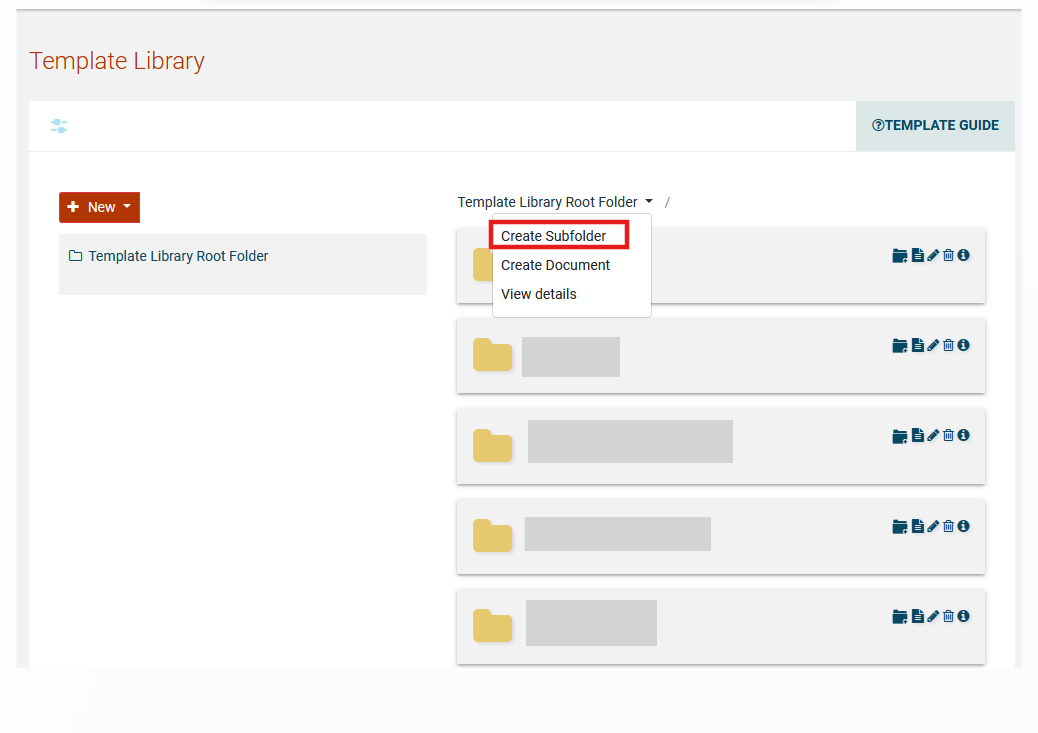 Template Library
TEMPLATE GUIDE
New
Template Library Root Folder
Template Library Root Folder /
Create Subfolder
Create Document
View details